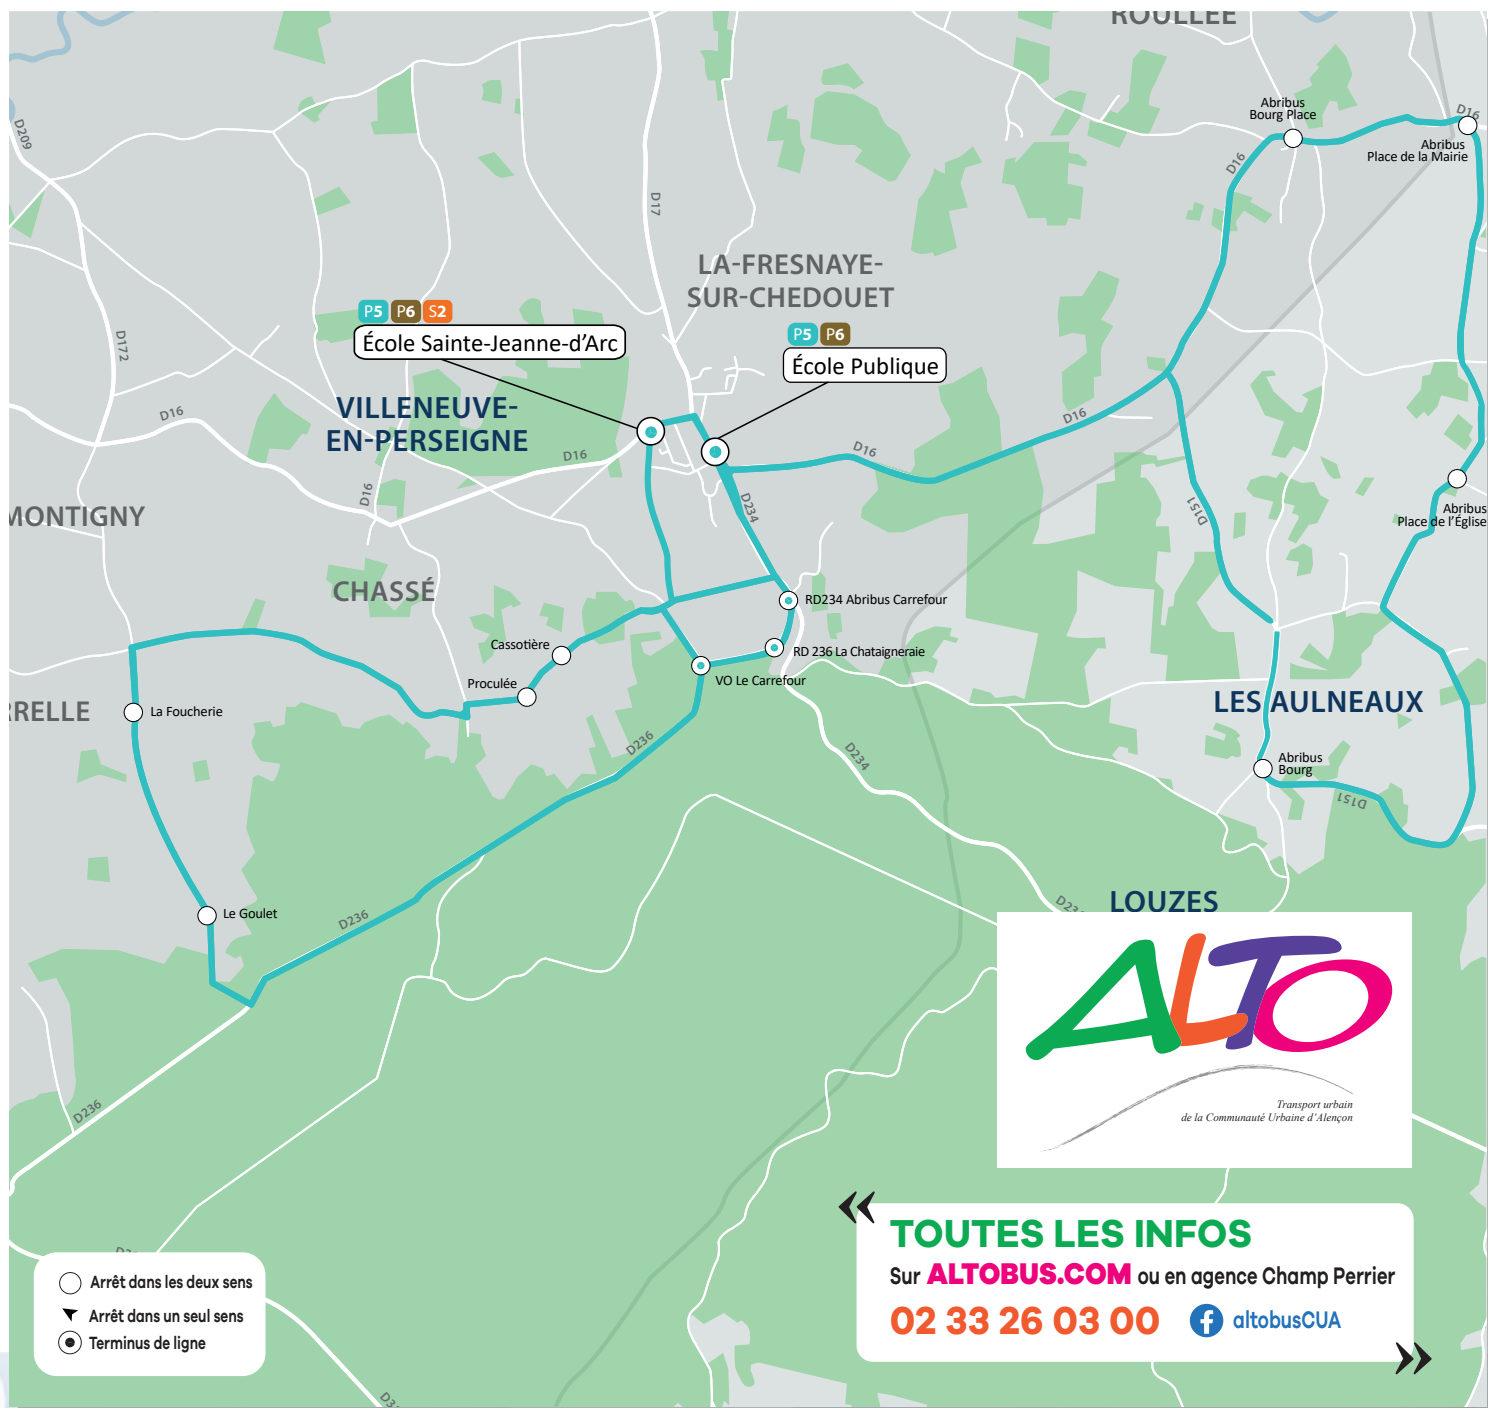 ROULLÉE
D16
Abribus
Bourg Place
Abribus
Place de la Mairie
D209
D16
D17
LA-FRESNAYE-
SUR-CHEDOUET
P5 P6 S2
École Sainte-Jeanne-d'Arc
P5 P6
École Publique
D172
VILLENEUVE-
EN-PERSEIGNE
D16
D16
D16
D16
D16
D234
D151
Abribus
Place de l'Église
MONTIGNY
CHASSÉ
RD234 Abribus Carrefour
Cassotière
RD 236 La Chataigneraie
Proculée
VO Le Carrefour
RRELLE
La Foucherie
LES AULNEAUX
D236
D234
Abribus
Bourg
D151
Le Goulet
D236
LOUZES
ALTO
Transport urbain
de la Communauté Urbaine d'Alençon
D236
TOUTES LES INFOS
Sur ALTOBUS.COM ou en agence Champ Perrier
02 33 26 03 00 altobusCUA
Arrêt dans les deux sens
Arrêt dans un seul sens
Terminus de ligne